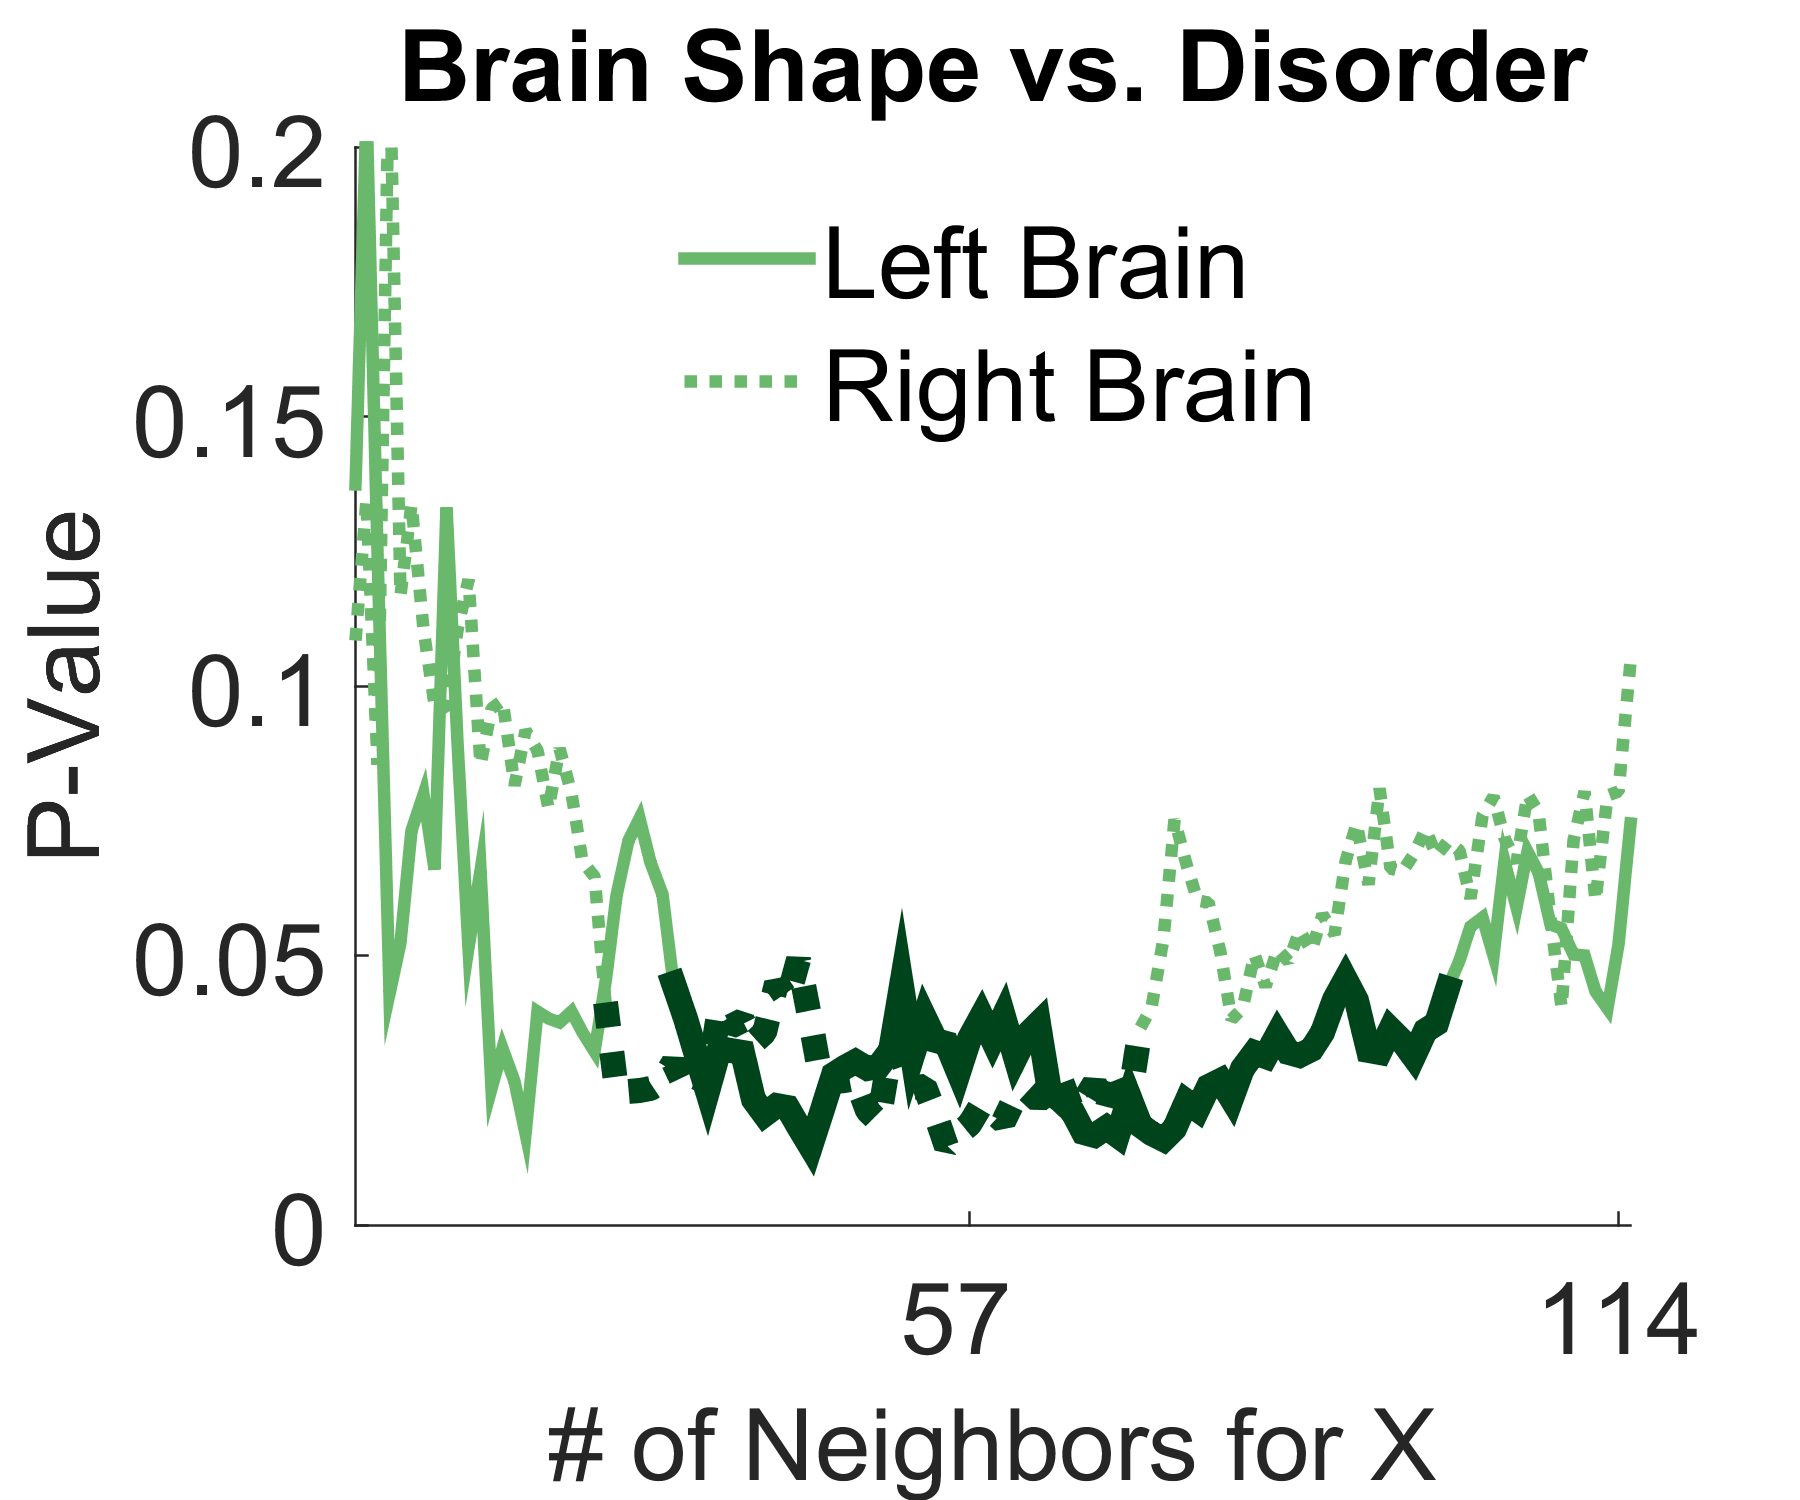 Brain Shape vs. Disorder
0.2
0.15
0.1
0.05
0
P-Value
Left Brain
Right Brain
57
114
# of Neighbors for X